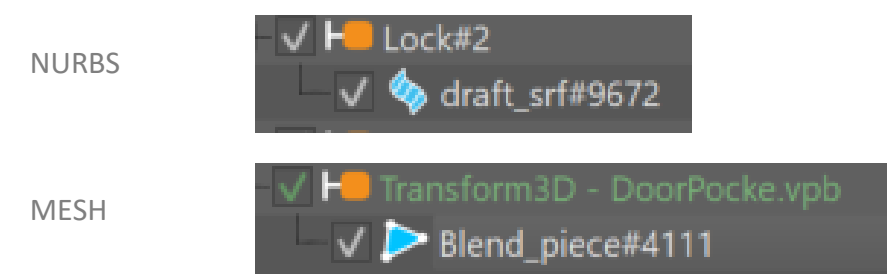 NURBS
Lock#2
draft_srf#9672
MESH
Transform3D - DoorPocke.vpb
Blend_piece#4111